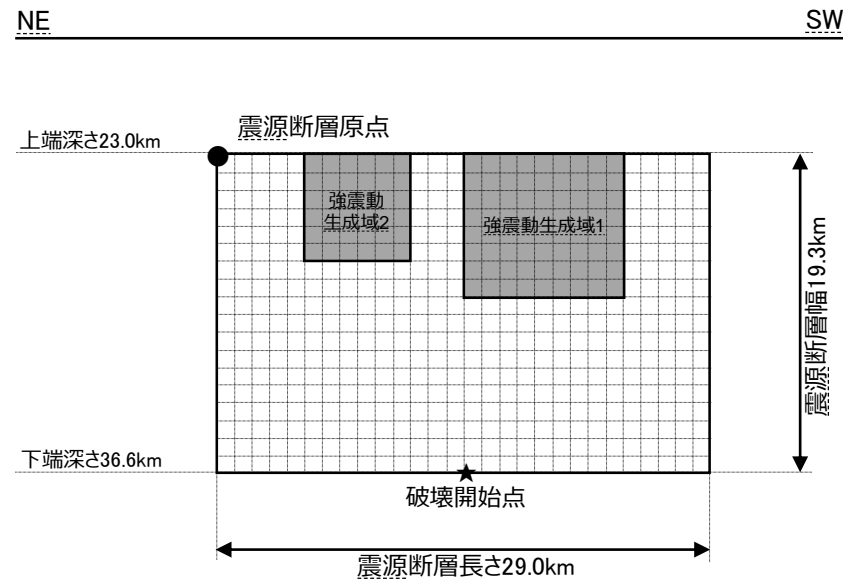 NE
SW
震源断層原点
上端深さ23.0km
強震動
生成域2
強震動生成域1
震源断層幅19.3km
下端深さ36.6km
破壊開始点
震源断層長さ29.0km